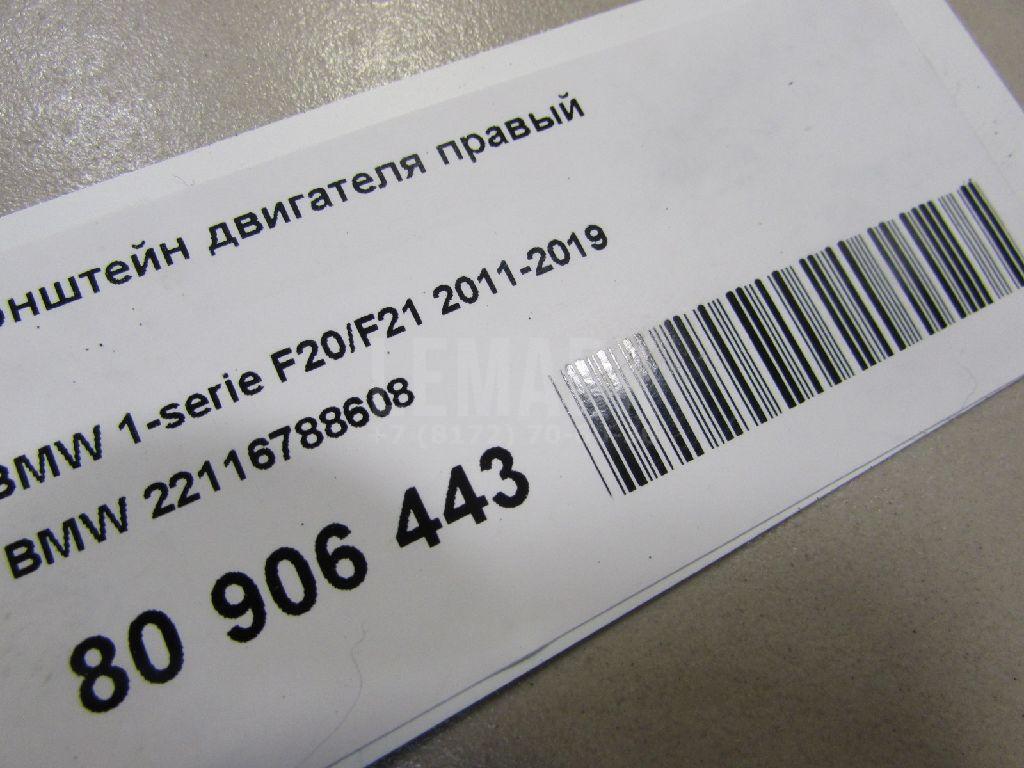 онштейн двигателя правый
BMW 1-serie F20/F21 2011-2019
BMW 22116788608
80 906 443